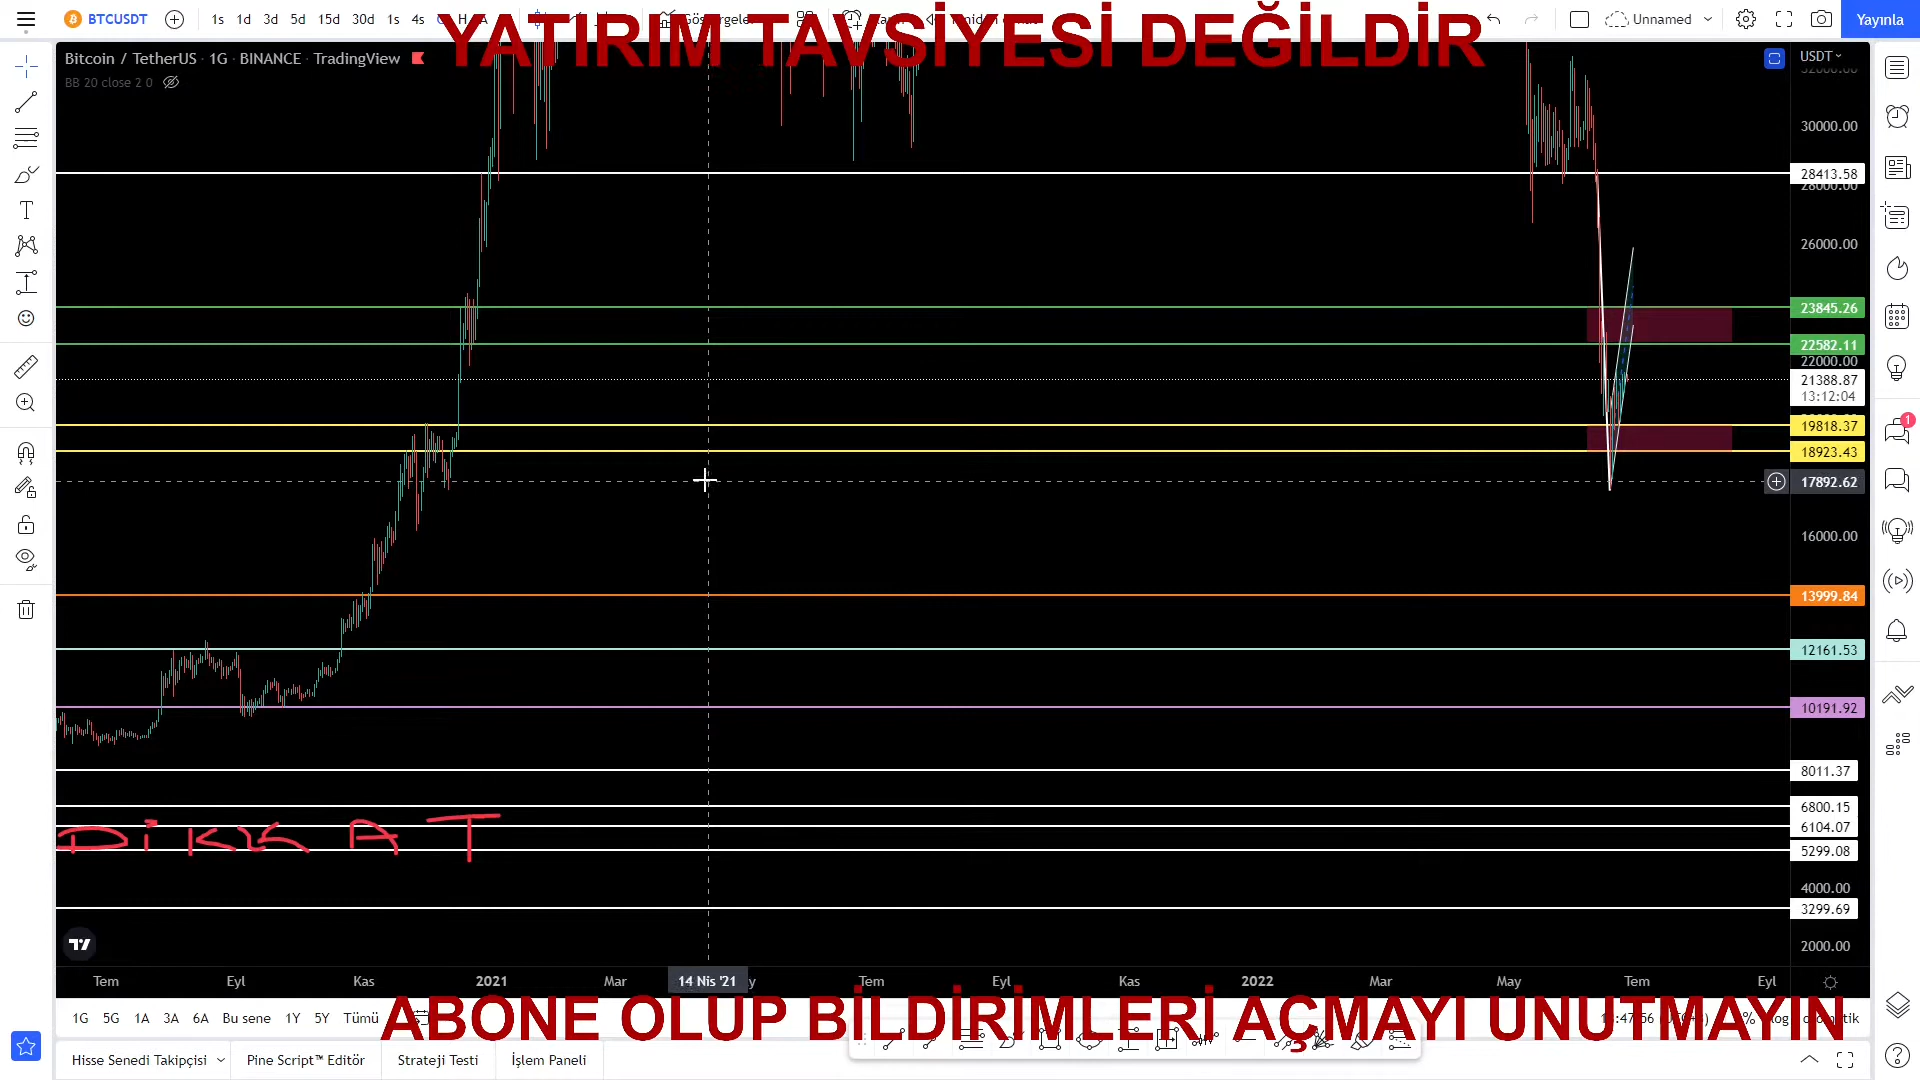 BTCUSDT
1s 1d 3d 5d 15d 30d 1s 4s
Unnamed
Yayınla
YATIRIM TAVSİYESİ DEĞİLDİR
Bitcoin / TetherUS · 1G · BINANCE · TradingView
BB 20 close 2 0
USDT
30000.00
28413.58
28000.00
26000.00
23845.26
22582.11
22000.00
21388.87
13:12:04
19818.37
18923.43
17892.62
16000.00
13999.84
12161.53
10191.92
8011.37
6800.15
6104.07
5299.08
4000.00
3299.69
2000.00
1
DİKKAT
Tem Eyl Kas 2021 Mar 14 Nis '21 Tem Eyl Kas 2022 Mar May Tem Eyl
1G 5G 1A 3A 6A Bu sene 1Y 5Y Tümü
ABONE OLUP BİLDİRİMLERİ AÇMAYI UNUTMAYIN
Hisse Senedi Takipçisi Pine Script™ Editör Strateji Testi İşlem Paneli